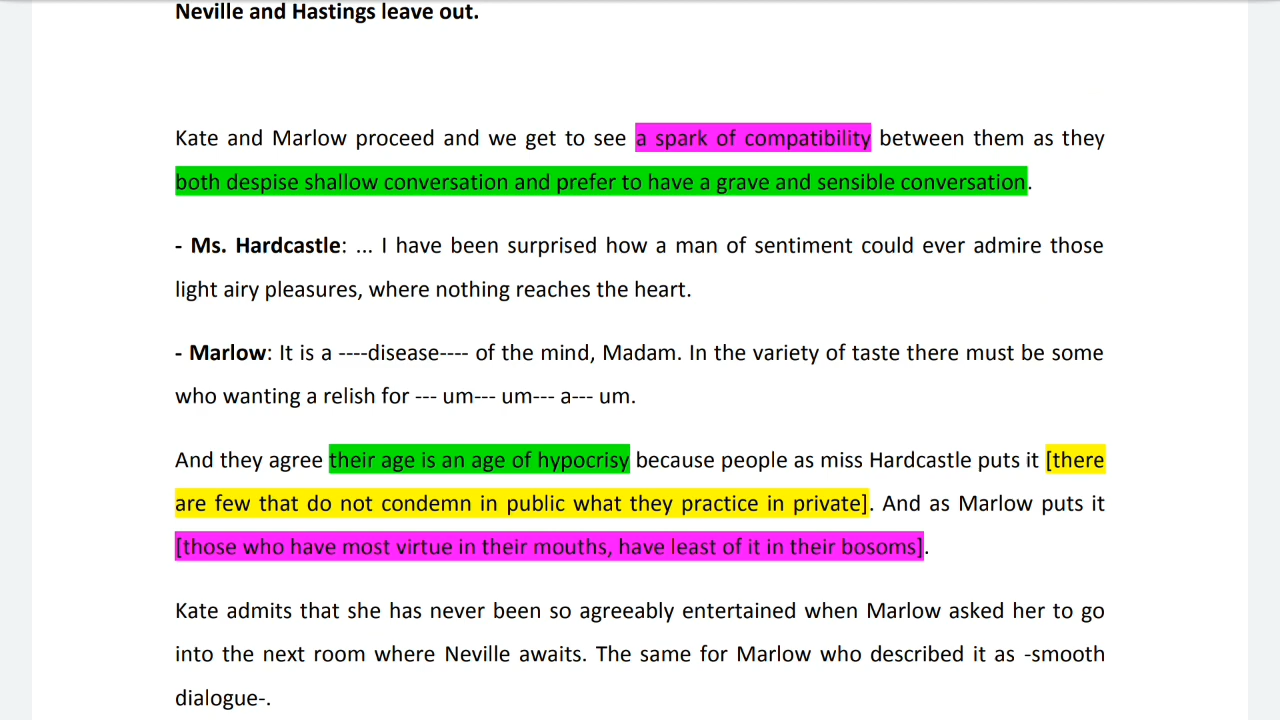 Neville and Hastings leave out.
Kate and Marlow proceed and we get to see a spark of compatibility between them as they
both despise shallow conversation and prefer to have a grave and sensible conversation.
- Ms. Hardcastle: ... I have been surprised how a man of sentiment could ever admire those
light airy pleasures, where nothing reaches the heart.
- Marlow: It is a ----disease---- of the mind, Madam. In the variety of taste there must be some
who wanting a relish for --- um--- um--- a--- um.
And they agree their age is an age of hypocrisy because people as miss Hardcastle puts it [there
are few that do not condemn in public what they practice in private]. And as Marlow puts it
[those who have most virtue in their mouths, have least of it in their bosoms].
Kate admits that she has never been so agreeably entertained when Marlow asked her to go
into the next room where Neville awaits. The same for Marlow who described it as -smooth
dialogue-.